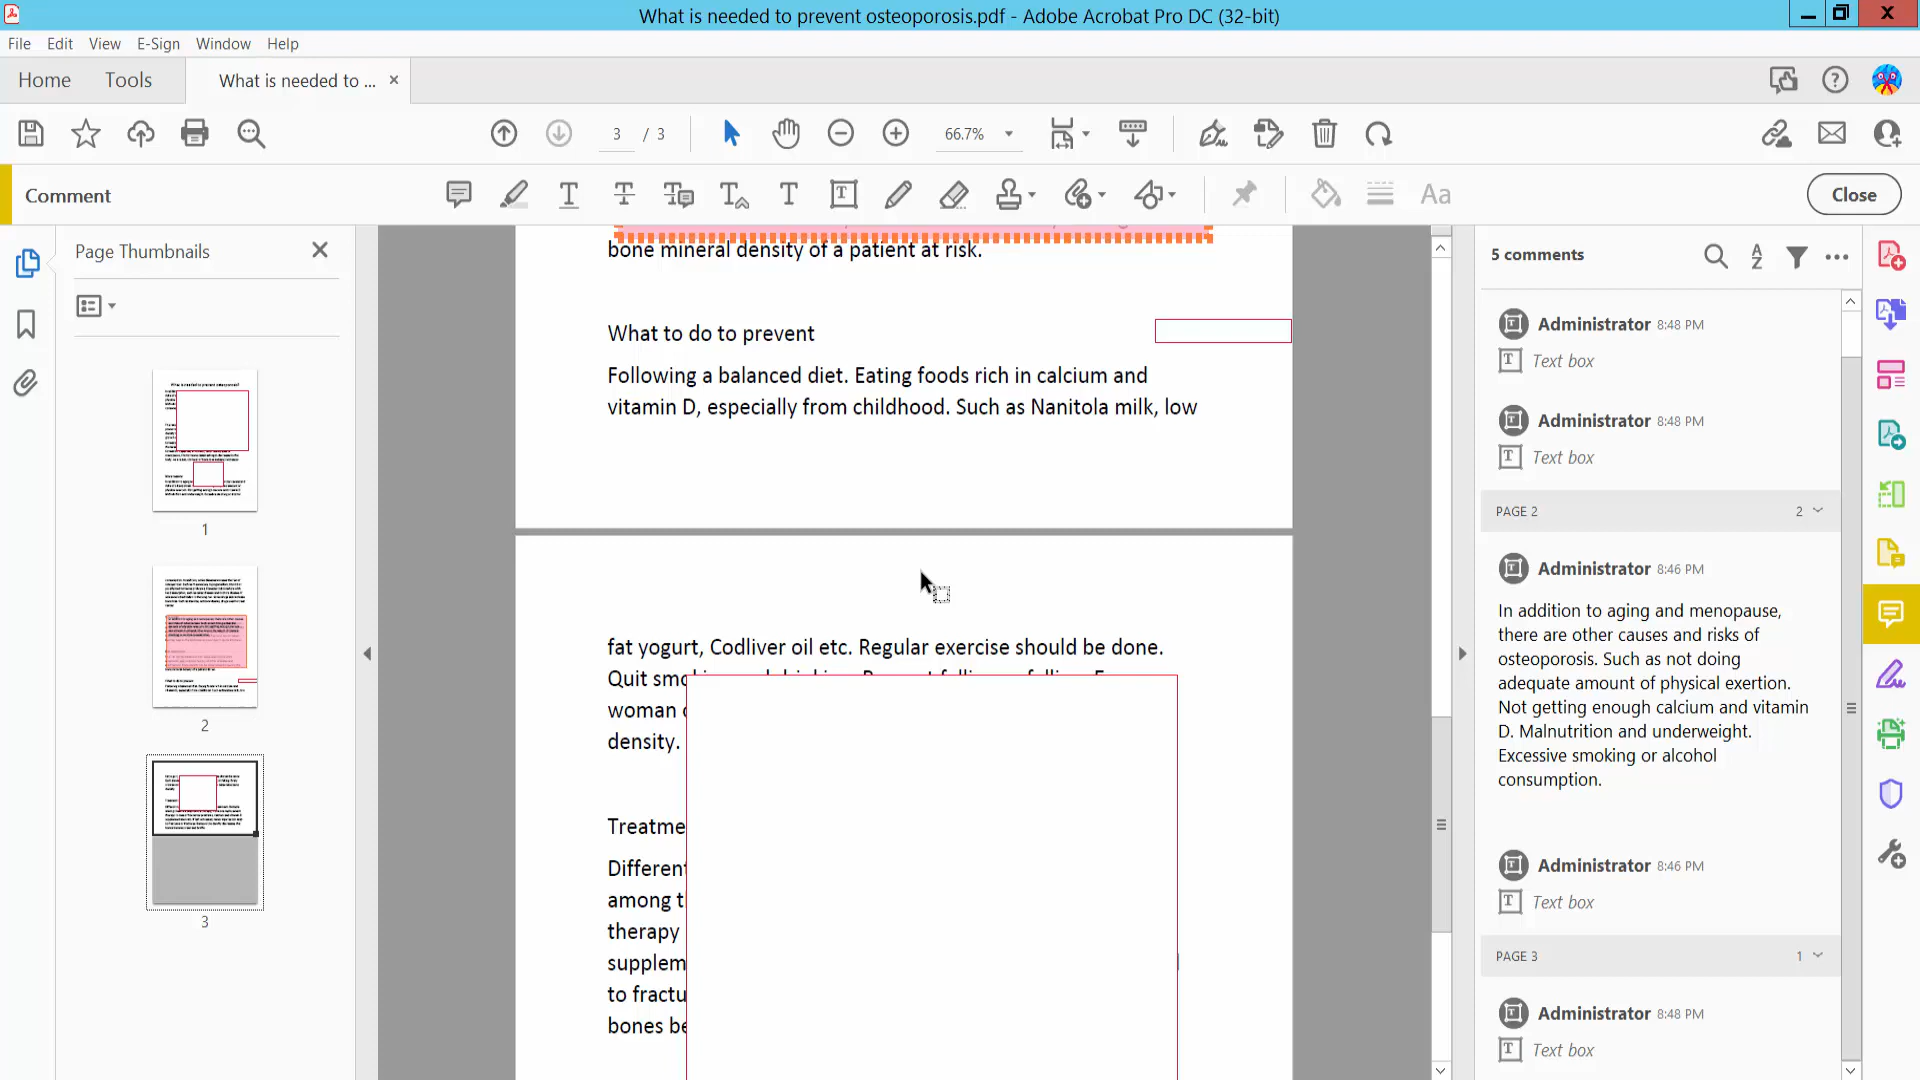 What is needed to prevent osteoporosis.pdf - Adobe Acrobat Pro DC (32-bit)
File Edit View E-Sign Window Help
Home Tools What is needed to ... ×
3 / 3 66.7%
Comment
Close
Page Thumbnails
1
2
3
bone mineral density of a patient at risk.
What to do to prevent
Following a balanced diet. Eating foods rich in calcium and
vitamin D, especially from childhood. Such as Nanitola milk, low
fat yogurt, Codliver oil etc. Regular exercise should be done.
Quit
woman
density.
Treatme
Different
among t
therapy
supplem
to fractu
bones be
5 comments
Administrator 8:48 PM
Text box
Administrator 8:48 PM
Text box
PAGE 2 2
Administrator 8:46 PM
In addition to aging and menopause,
there are other causes and risks of
osteoporosis. Such as not doing
adequate amount of physical exertion.
Not getting enough calcium and vitamin
D. Malnutrition and underweight.
Excessive smoking or alcohol
consumption.
Administrator 8:46 PM
Text box
PAGE 3 1
Administrator 8:48 PM
Text box